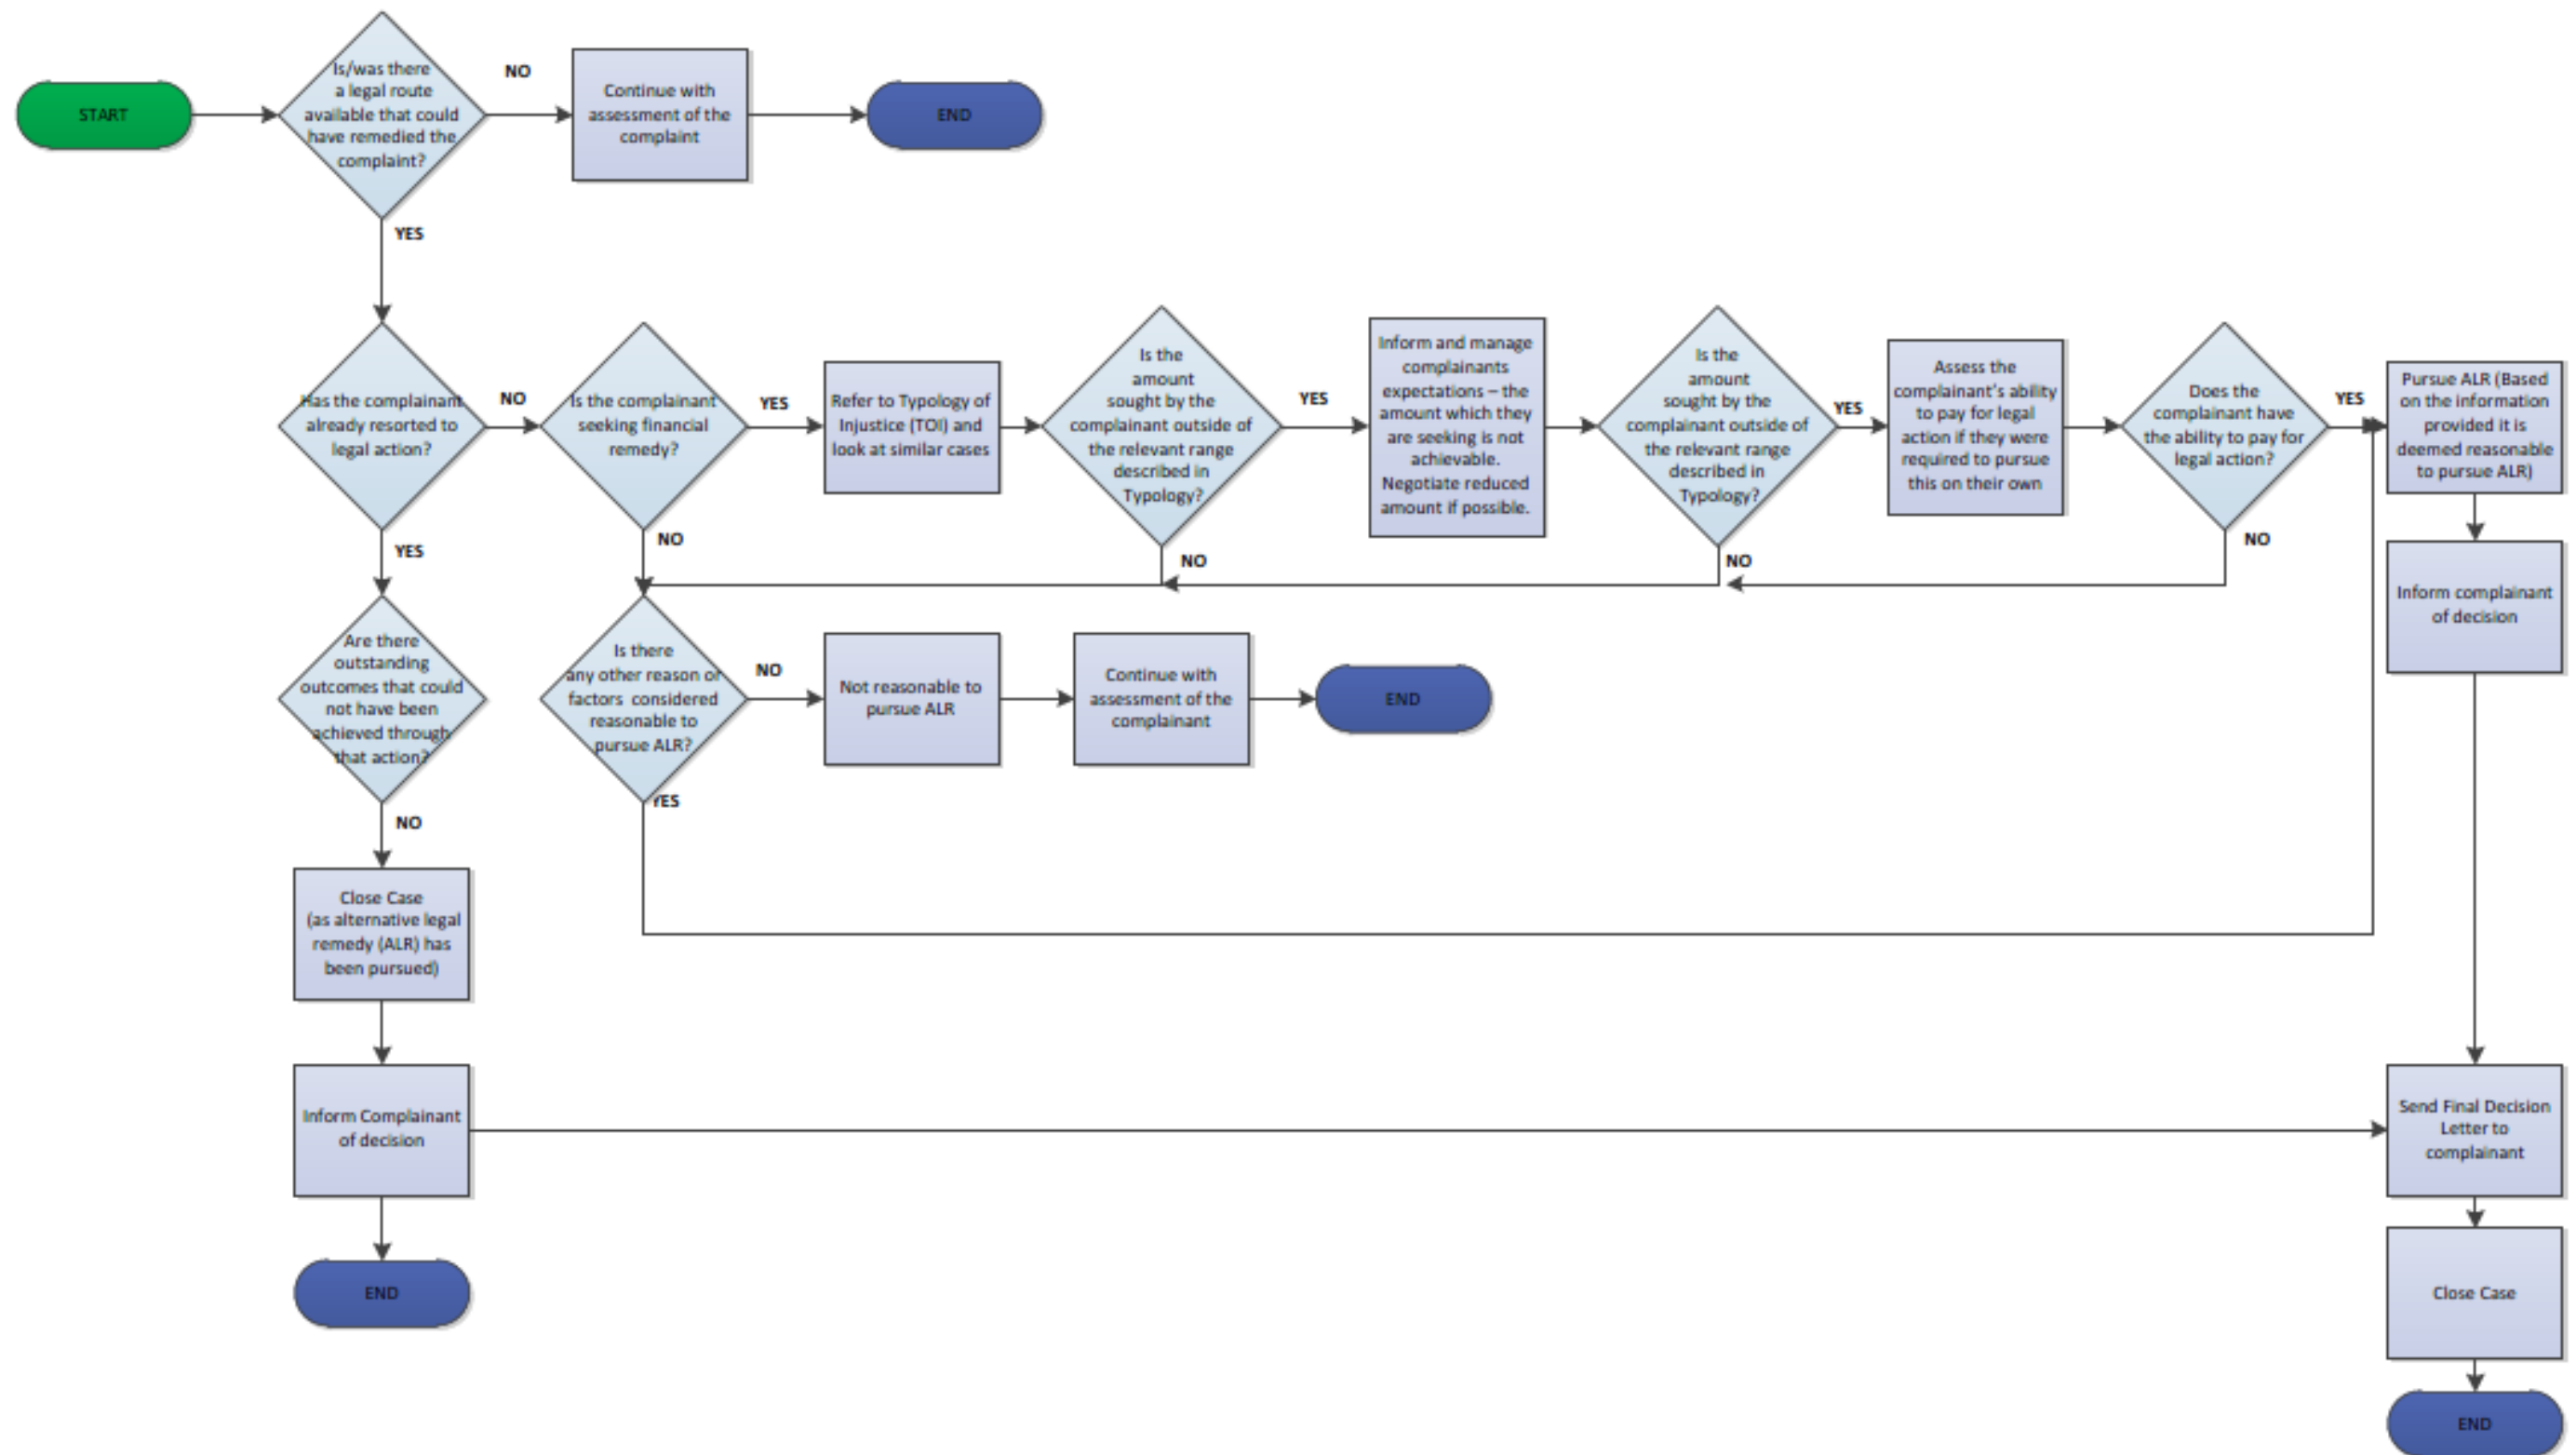 START
Is/was there
a legal route
available that could
have remedied the
complaint?
NO
Continue with
assessment of the
complaint
END
YES
Has the complainant
already resorted to
legal action?
NO
Is the complainant
seeking financial
remedy?
YES
Refer to Typology of
Injustice (TOI) and
look at similar cases
Is the
amount
sought by the
complainant outside of
the relevant range
described in
Typology?
YES
Inform and manage
complainants
expectations – the
amount which they
are seeking is not
achievable.
Negotiate reduced
amount if possible.
Is the
amount
sought by the
complainant outside of
the relevant range
described in
Typology?
YES
Assess the
complainant's ability
to pay for legal
action if they were
required to pursue
this on their own
Does the
complainant have
the ability to pay for
legal action?
YES
Pursue ALR (Based
on the information
provided it is
deemed reasonable
to pursue ALR)
YES
NO
NO
NO
NO
Inform complainant
of decision
Are there
outstanding
outcomes that could
not have been
achieved through
that action?
Is there
any other reason or
factors considered
reasonable to
pursue ALR?
NO
Not reasonable to
pursue ALR
Continue with
assessment of the
complainant
END
YES
NO
Close Case
(as alternative legal
remedy (ALR) has
been pursued)
Inform Complainant
of decision
Send Final Decision
Letter to
complainant
END
Close Case
END